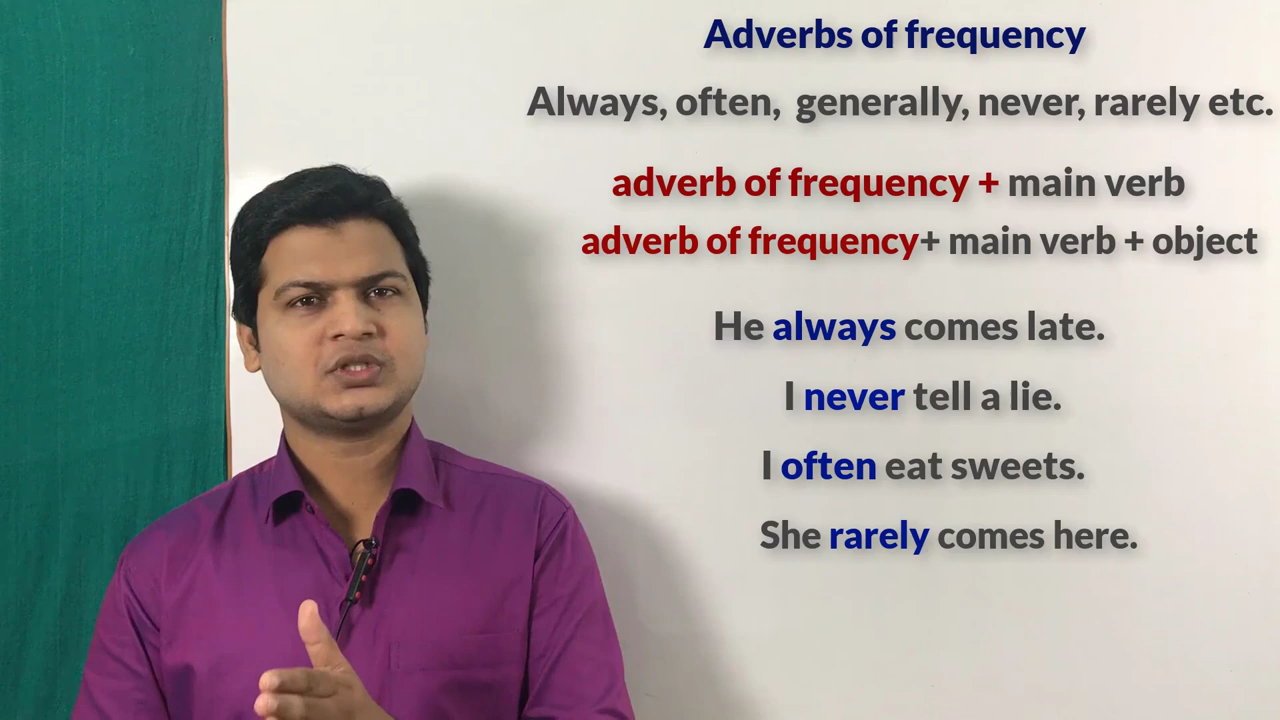 Adverbs of frequency
Always, often, generally, never, rarely etc.
adverb of frequency + main verb
adverb of frequency+ main verb + object
He always comes late.
I never tell a lie.
I often eat sweets.
She rarely comes here.